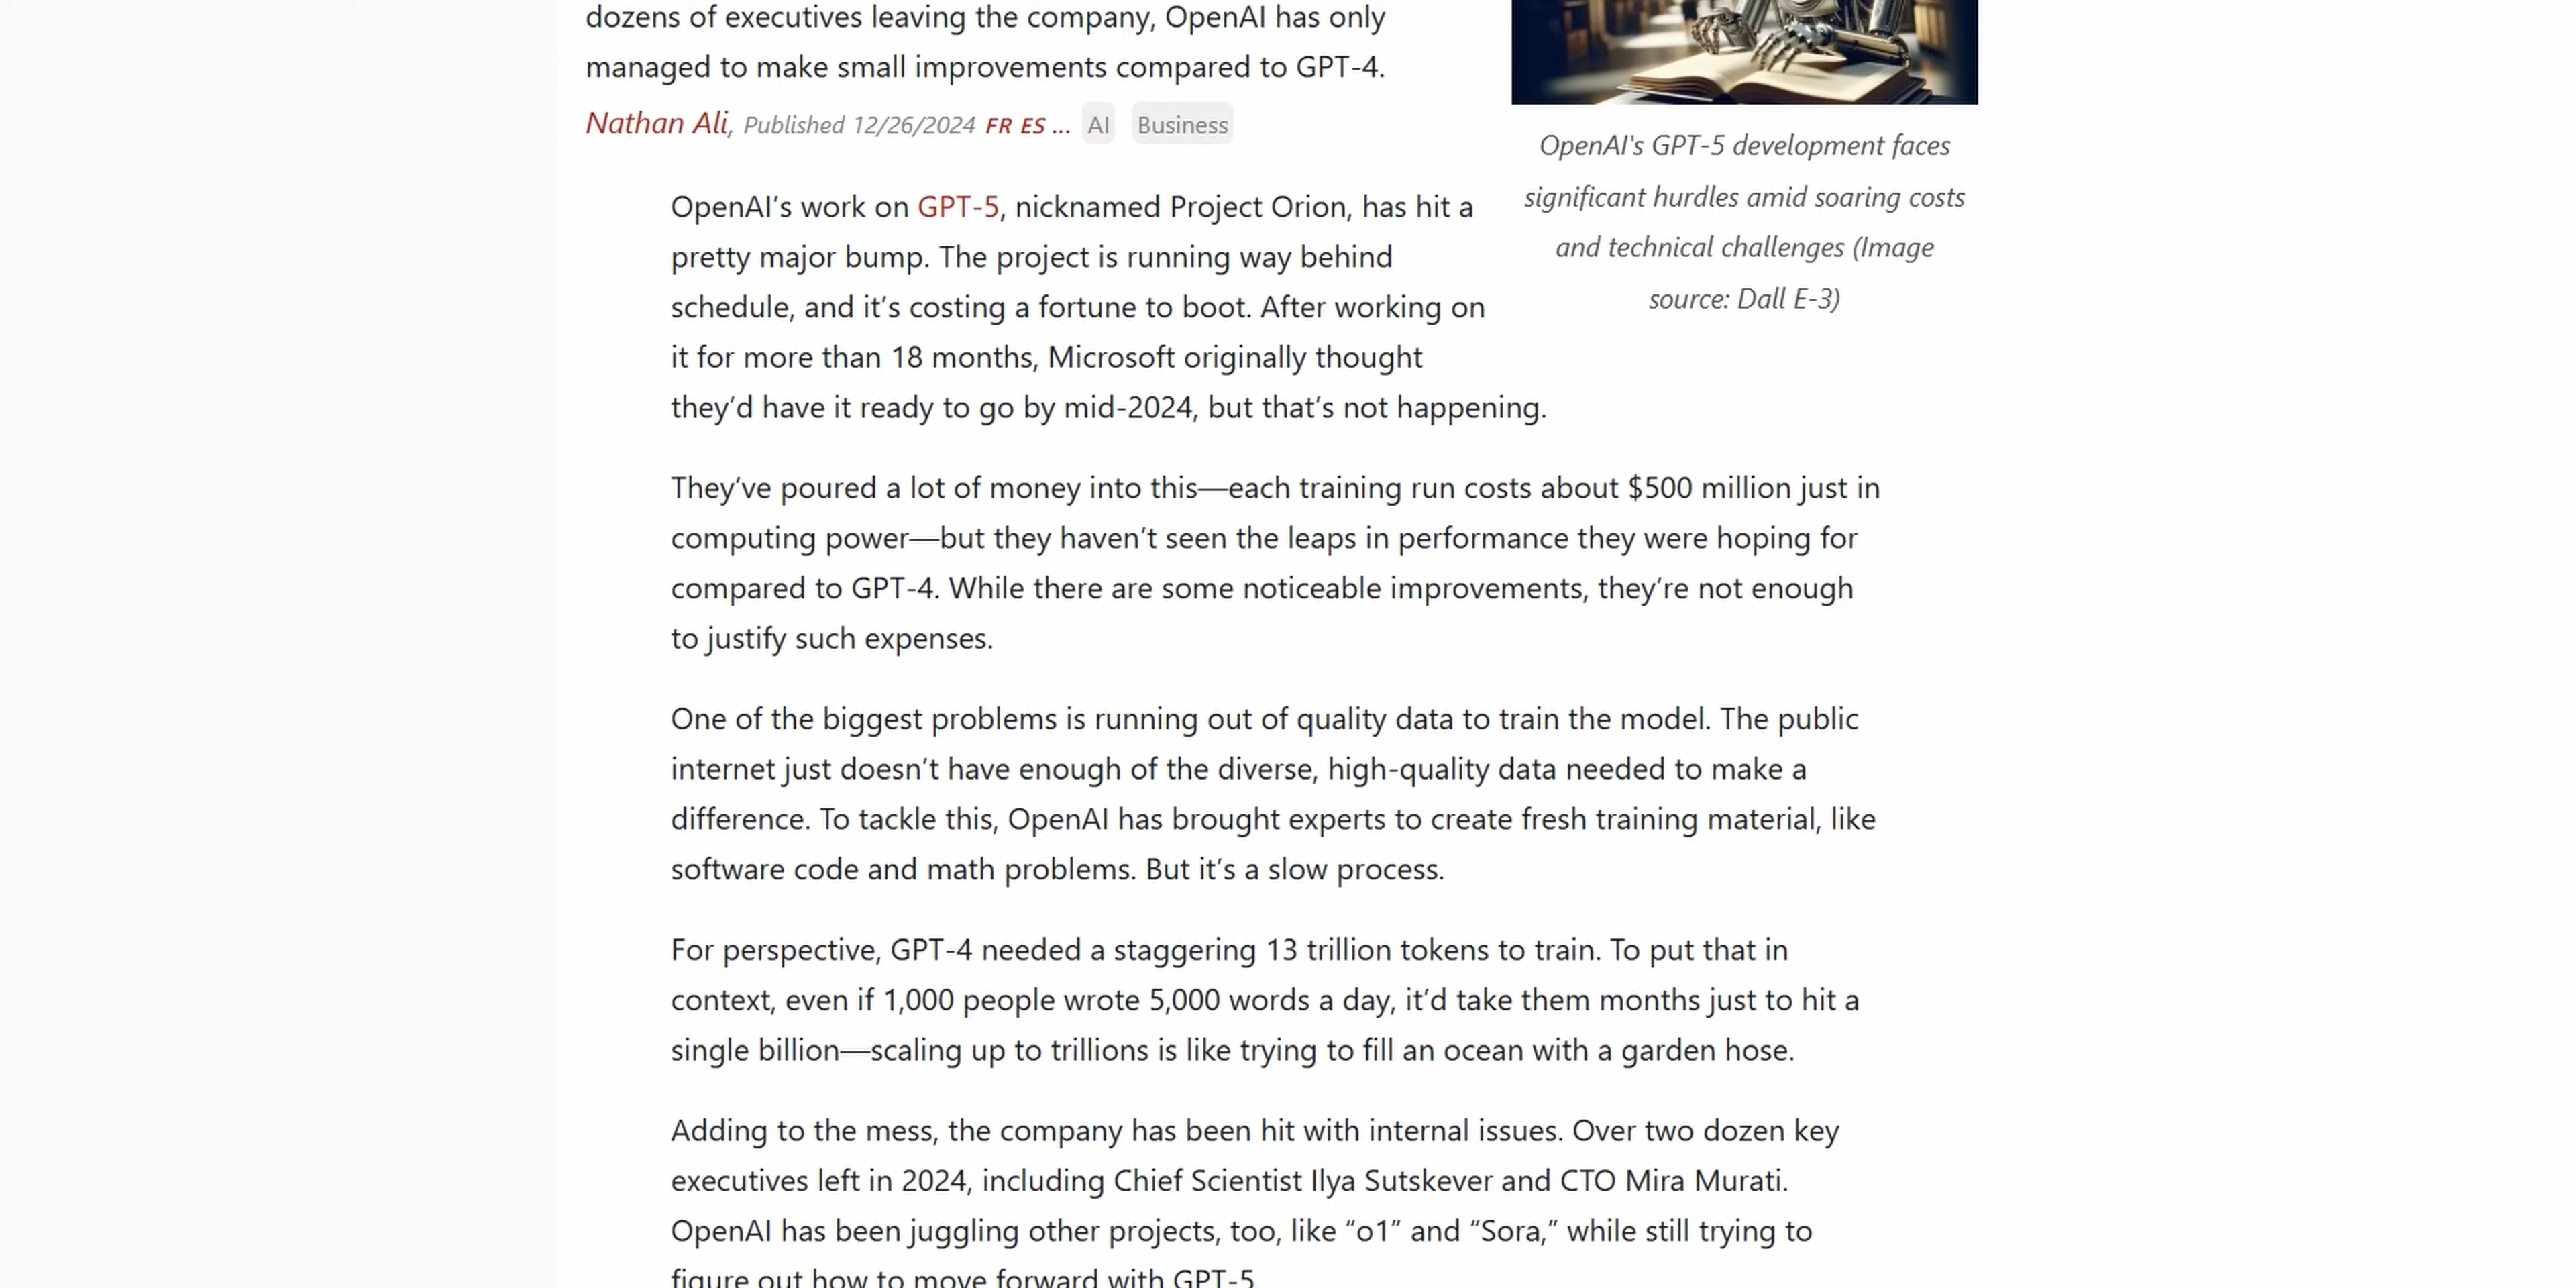 dozens of executives leaving the company, OpenAI has only
managed to make small improvements compared to GPT-4.
Nathan Ali, Published 12/26/2024 FR ES ... AI Business
OpenAI's GPT-5 development faces
significant hurdles amid soaring costs
and technical challenges (Image
source: Dall E-3)
OpenAI’s work on GPT-5, nicknamed Project Orion, has hit a
pretty major bump. The project is running way behind
schedule, and it’s costing a fortune to boot. After working on
it for more than 18 months, Microsoft originally thought
they’d have it ready to go by mid-2024, but that’s not happening.
They’ve poured a lot of money into this—each training run costs about $500 million just in
computing power—but they haven’t seen the leaps in performance they were hoping for
compared to GPT-4. While there are some noticeable improvements, they’re not enough
to justify such expenses.
One of the biggest problems is running out of quality data to train the model. The public
internet just doesn’t have enough of the diverse, high-quality data needed to make a
difference. To tackle this, OpenAI has brought experts to create fresh training material, like
software code and math problems. But it’s a slow process.
For perspective, GPT-4 needed a staggering 13 trillion tokens to train. To put that in
context, even if 1,000 people wrote 5,000 words a day, it’d take them months just to hit a
single billion—scaling up to trillions is like trying to fill an ocean with a garden hose.
Adding to the mess, the company has been hit with internal issues. Over two dozen key
executives left in 2024, including Chief Scientist Ilya Sutskever and CTO Mira Murati.
OpenAI has been juggling other projects, too, like “o1” and “Sora,” while still trying to
figure out how to move forward with GPT-5